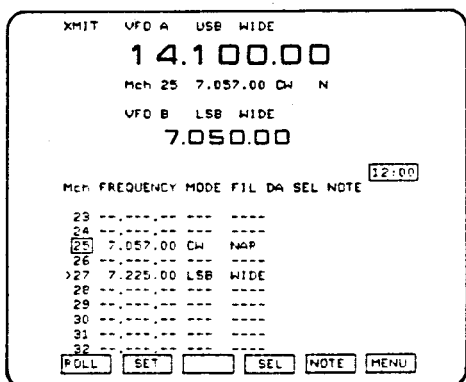 XMIT VFO A USB WIDE
14.100.00
Mch 25 7.057.00 CW N
VFO B LSB WIDE
7.050.00
12:00
Mch FREQUENCY MODE FIL DA SEL NOTE
23 --.---.-- --- ----
24 --.---.-- --- ----
25 7.057.00 CW NAR
26 --.---.-- --- ----
>27 7.225.00 LSB WIDE
28 --.---.-- --- ----
29 --.---.-- --- ----
30 --.---.-- --- ----
31 --.---.-- --- ----
32 --.---.-- --- ----
ROLL SET SEL NOTE MENU